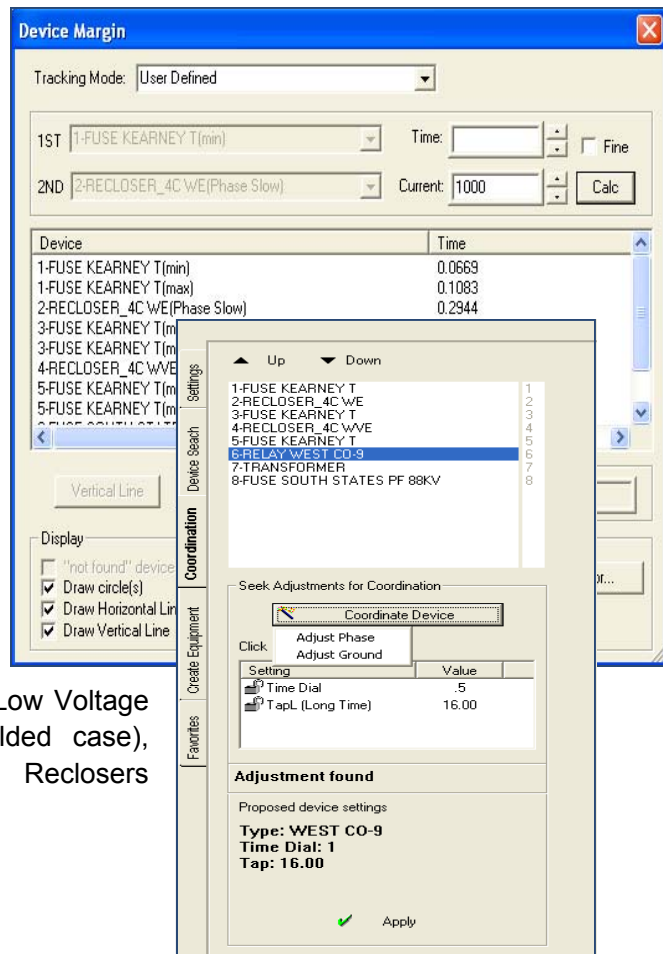 Device Margin
Tracking Mode: User Defined
1ST 1-FUSE KEARNEY T(min) Time: Fine
2ND 2-RECLOSER_4C WE(Phase Slow) Current: 1000 Calc
Device Time
1-FUSE KEARNEY T(min) 0.0669
1-FUSE KEARNEY T(max) 0.1083
2-RECLOSER_4C WE(Phase Slow) 0.2944
3-FUSE KEARNEY T(m
3-FUSE KEARNEY T(m
4-RECLOSER_4C WVE
5-FUSE KEARNEY T(m
5-FUSE KEARNEY T(m
Vertical Line
Display
"not found" device
Draw circle(s)
Draw Horizontal Lin
Draw Vertical Line
or...
Low Voltage
lded case),
Reclosers
Settings
Device Seach
Coordination
Create Equipment
Favorites
Up Down
1-FUSE KEARNEY T 1
2-RECLOSER_4C WE 2
3-FUSE KEARNEY T 3
4-RECLOSER_4C WVE 4
5-FUSE KEARNEY T 5
6-RELAY WEST CO-9 6
7-TRANSFORMER 7
8-FUSE SOUTH STATES PF 88KV 8
Seek Adjustments for Coordination
Coordinate Device
Adjust Phase
Click
Adjust Ground
Setting Value
Time Dial .5
TapL (Long Time) 16.00
Adjustment found
Proposed device settings
Type: WEST CO-9
Time Dial: 1
Tap: 16.00
Apply